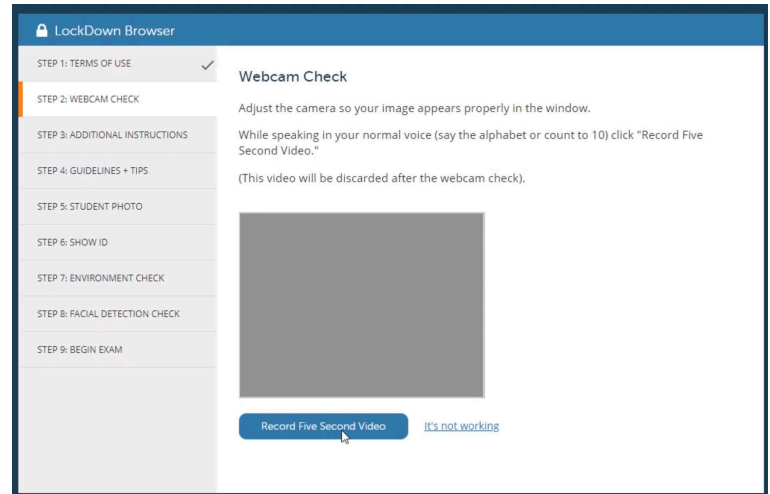 LockDown Browser
STEP 1: TERMS OF USE
STEP 2: WEBCAM CHECK
STEP 3: ADDITIONAL INSTRUCTIONS
STEP 4: GUIDELINES + TIPS
STEP 5: STUDENT PHOTO
STEP 6: SHOW ID
STEP 7: ENVIRONMENT CHECK
STEP 8: FACIAL DETECTION CHECK
STEP 9: BEGIN EXAM
Webcam Check
Adjust the camera so your image appears properly in the window.
While speaking in your normal voice (say the alphabet or count to 10) click "Record Five
Second Video."
(This video will be discarded after the webcam check).
Record Five Second Video
It's not working